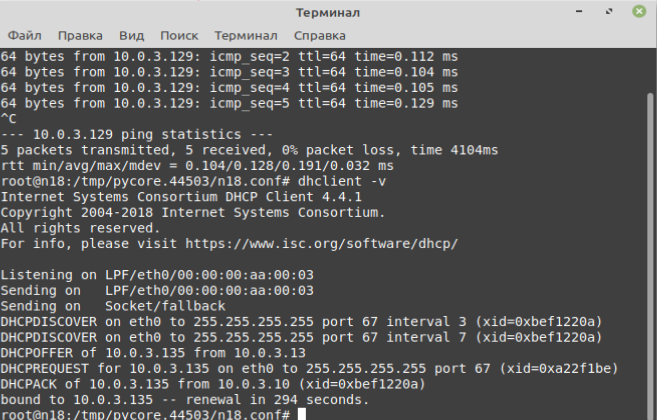 Терминал
Файл Правка Вид Поиск Терминал Справка
64 bytes from 10.0.3.129: icmp_seq=2 ttl=64 time=0.112 ms
64 bytes from 10.0.3.129: icmp_seq=3 ttl=64 time=0.104 ms
64 bytes from 10.0.3.129: icmp_seq=4 ttl=64 time=0.105 ms
64 bytes from 10.0.3.129: icmp_seq=5 ttl=64 time=0.129 ms
^C
--- 10.0.3.129 ping statistics ---
5 packets transmitted, 5 received, 0% packet loss, time 4104ms
rtt min/avg/max/mdev = 0.104/0.128/0.191/0.032 ms
root@n18:/tmp/pycore.44503/n18.conf# dhclient -v
Internet Systems Consortium DHCP Client 4.4.1
Copyright 2004-2018 Internet Systems Consortium.
All rights reserved.
For info, please visit https://www.isc.org/software/dhcp/
Listening on LPF/eth0/00:00:00:aa:00:03
Sending on   LPF/eth0/00:00:00:aa:00:03
Sending on   Socket/fallback
DHCPDISCOVER on eth0 to 255.255.255.255 port 67 interval 3 (xid=0xbef1220a)
DHCPDISCOVER on eth0 to 255.255.255.255 port 67 interval 7 (xid=0xbef1220a)
DHCPOFFER of 10.0.3.135 from 10.0.3.13
DHCPREQUEST for 10.0.3.135 on eth0 to 255.255.255.255 port 67 (xid=0xa22f1be)
DHCPACK of 10.0.3.135 from 10.0.3.10 (xid=0xbef1220a)
bound to 10.0.3.135 -- renewal in 294 seconds.
root@n18:/tmp/pycore.44503/n18.conf#